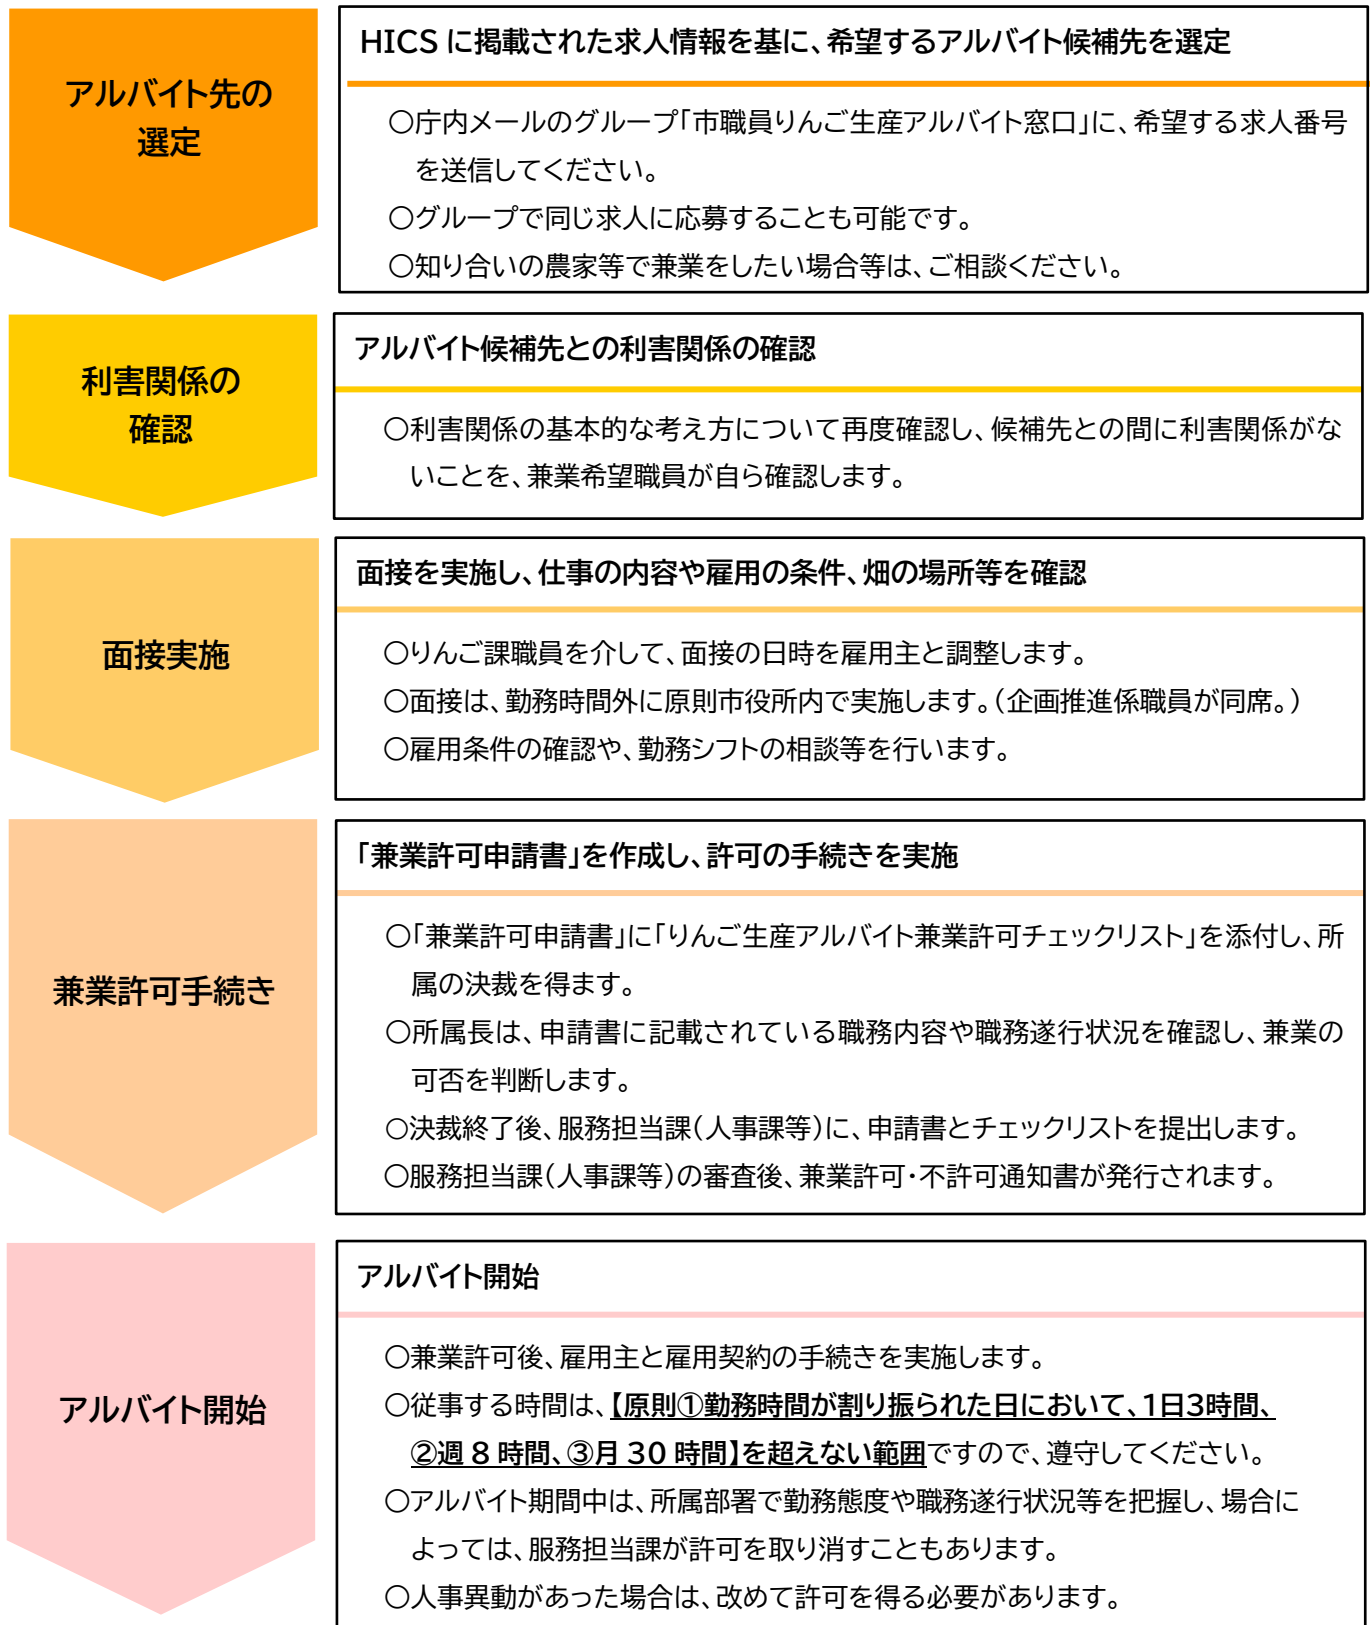 アルバイト先の
選定
HICS に掲載された求人情報を基に、希望するアルバイト候補先を選定
○庁内メールのグループ「市職員りんご生産アルバイト窓口」に、希望する求人番号
を送信してください。
○グループで同じ求人に応募することも可能です。
○知り合いの農家等で兼業をしたい場合等は、ご相談ください。
利害関係の
確認
アルバイト候補先との利害関係の確認
○利害関係の基本的な考え方について再度確認し、候補先との間に利害関係がな
いことを、兼業希望職員が自ら確認します。
面接実施
面接を実施し、仕事の内容や雇用の条件、畑の場所等を確認
○りんご課職員を介して、面接の日時を雇用主と調整します。
○面接は、勤務時間外に原則市役所内で実施します。（企画推進係職員が同席。）
○雇用条件の確認や、勤務シフトの相談等を行います。
兼業許可手続き
「兼業許可申請書」を作成し、許可の手続きを実施
○「兼業許可申請書」に「りんご生産アルバイト兼業許可チェックリスト」を添付し、所
属の決裁を得ます。
○所属長は、申請書に記載されている職務内容や職務遂行状況を確認し、兼業の
可否を判断します。
○決裁終了後、服務担当課（人事課等）に、申請書とチェックリストを提出します。
○服務担当課（人事課等）の審査後、兼業許可・不許可通知書が発行されます。
アルバイト開始
アルバイト開始
○兼業許可後、雇用主と雇用契約の手続きを実施します。
○従事する時間は、【原則①勤務時間が割り振られた日において、1日3時間、
②週 8 時間、③月 30 時間】を超えない範囲ですので、遵守してください。
○アルバイト期間中は、所属部署で勤務態度や職務遂行状況等を把握し、場合に
よっては、服務担当課が許可を取り消すこともあります。
○人事異動があった場合は、改めて許可を得る必要があります。